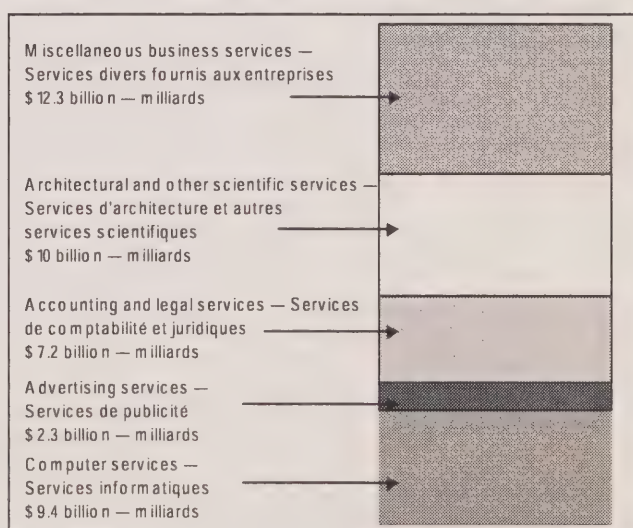 Miscellaneous business services —
Services divers fournis aux entreprises
$ 12.3 billion — milliards
Architectural and other scientific services —
Services d'architecture et autres
services scientifiques
$ 10 billion — milliards
Accounting and legal services — Services
de comptabilité et juridiques
$ 7.2 billion — milliards
Advertising services —
Services de publicité
$ 2.3 billion — milliards
Computer services —
Services informatiques
$ 9.4 billion — milliards